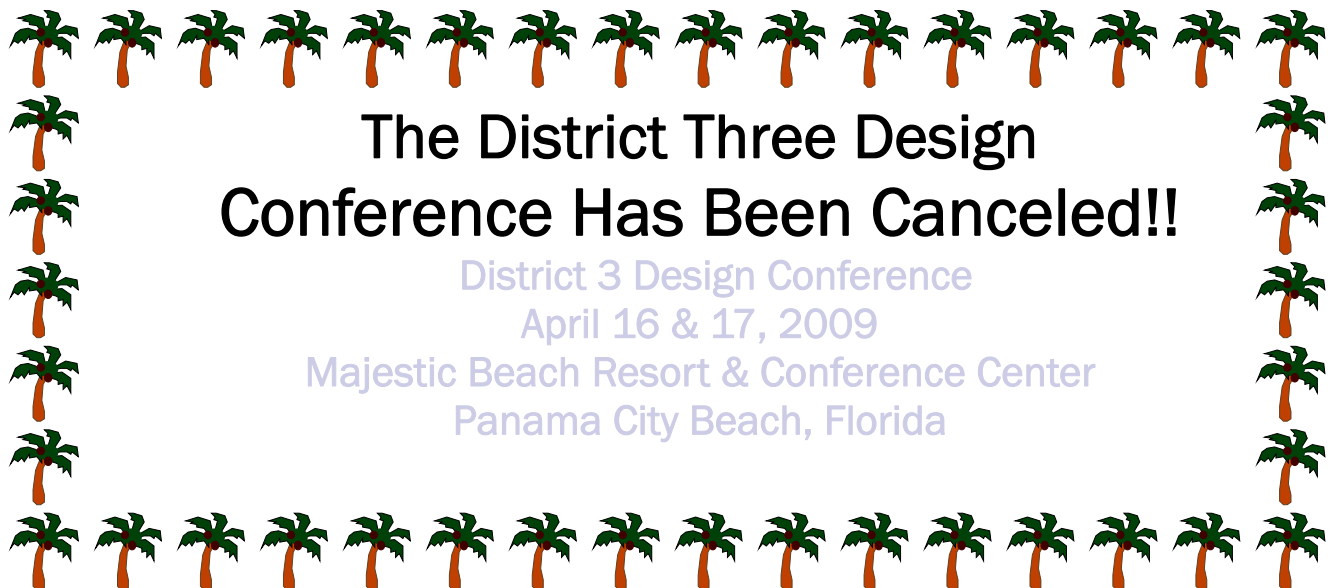 The District Three Design
Conference Has Been Canceled!!
District 3 Design Conference
April 16 & 17, 2009
Majestic Beach Resort & Conference Center
Panama City Beach, Florida